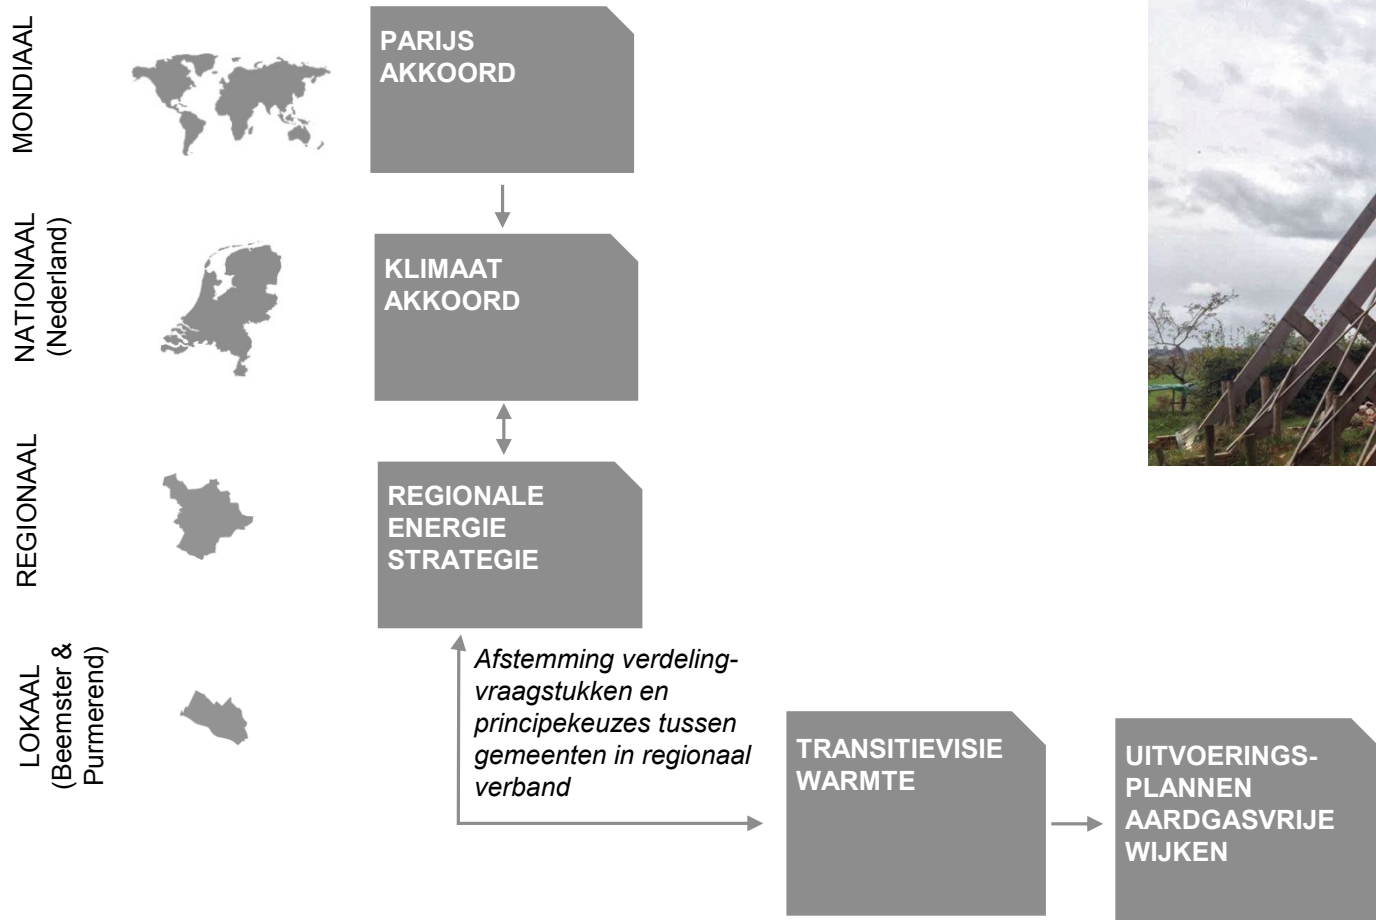 MONDIAAL
PARIJS
AKKOORD
NATIONAAL
(Nederland)
KLIMAAT
AKKOORD
REGIONAAL
REGIONALE
ENERGIE
STRATEGIE
LOKAAL
(Beemster &
Purmerend)
Afstemming verdeling-
vraagstukken en
principekeuzes tussen
gemeenten in regionaal
verband
TRANSITIEVISIE
WARMTE
UITVOERINGS-
PLANNEN
AARDGASVRIJE
WIJKEN